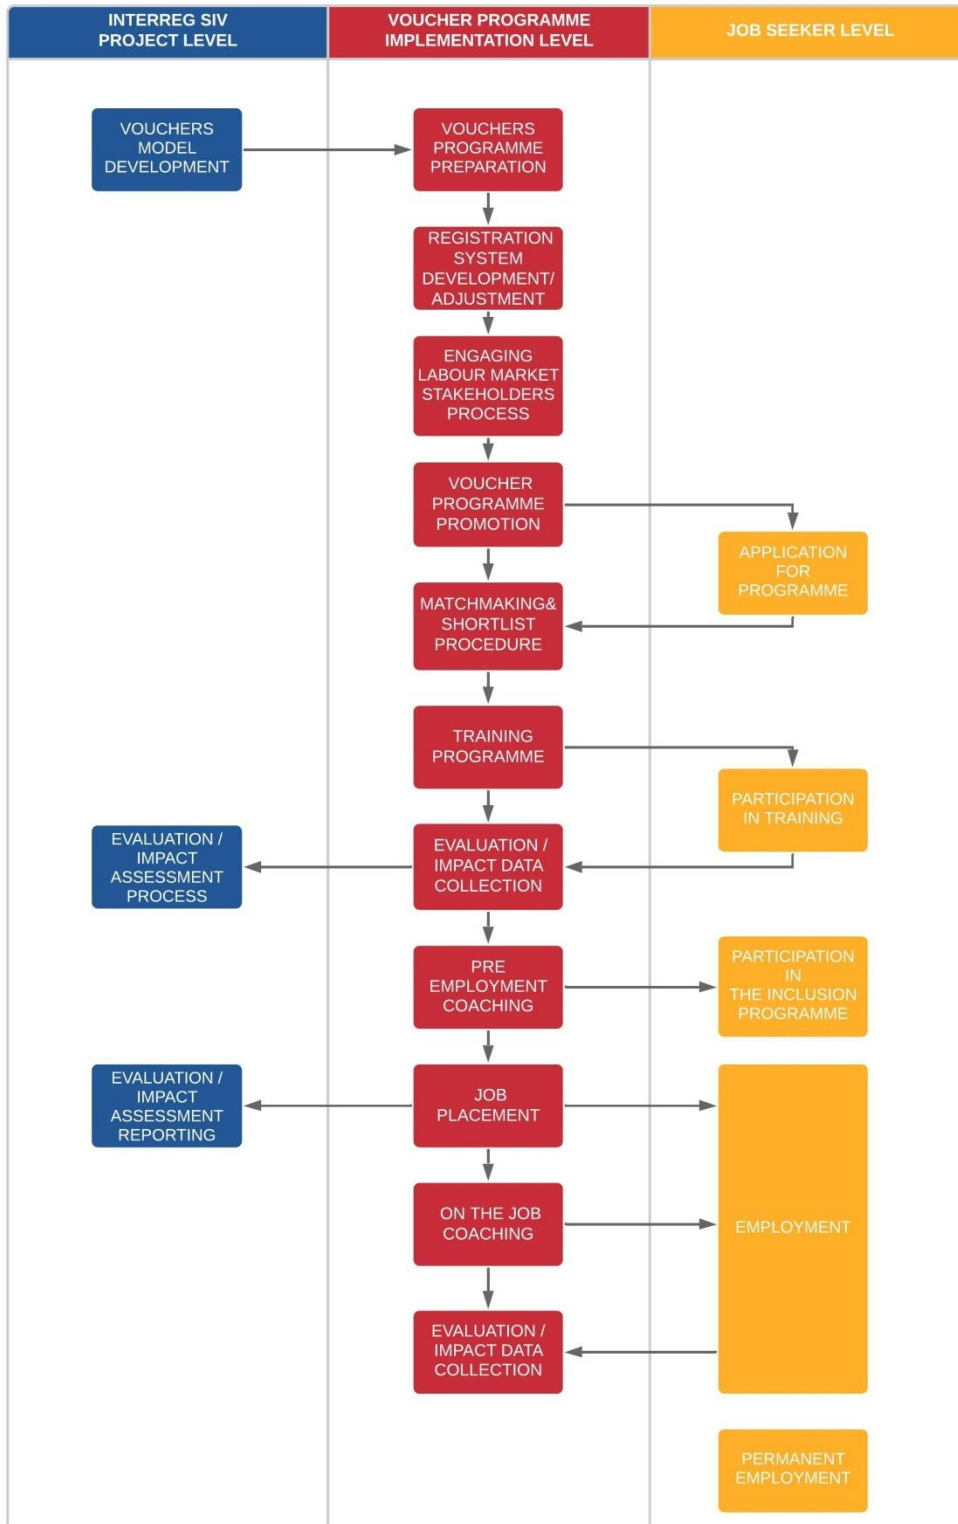 INTERREG SIV
PROJECT LEVEL
VOUCHER PROGRAMME
IMPLEMENTATION LEVEL
JOB SEEKER LEVEL
VOUCHERS
MODEL
DEVELOPMENT
VOUCHERS
PROGRAMME
PREPARATION
REGISTRATION
SYSTEM
DEVELOPMENT/
ADJUSTMENT
ENGAGING
LABOUR MARKET
STAKEHOLDERS
PROCESS
VOUCHER
PROGRAMME
PROMOTION
APPLICATION
FOR
PROGRAMME
MATCHMAKING&
SHORTLIST
PROCEDURE
TRAINING
PROGRAMME
PARTICIPATION
IN TRAINING
EVALUATION /
IMPACT
ASSESSMENT
PROCESS
EVALUATION /
IMPACT DATA
COLLECTION
PRE
EMPLOYMENT
COACHING
PARTICIPATION
IN
THE INCLUSION
PROGRAMME
EVALUATION /
IMPACT
ASSESSMENT
REPORTING
JOB
PLACEMENT
ON THE JOB
COACHING
EMPLOYMENT
EVALUATION /
IMPACT DATA
COLLECTION
PERMANENT
EMPLOYMENT